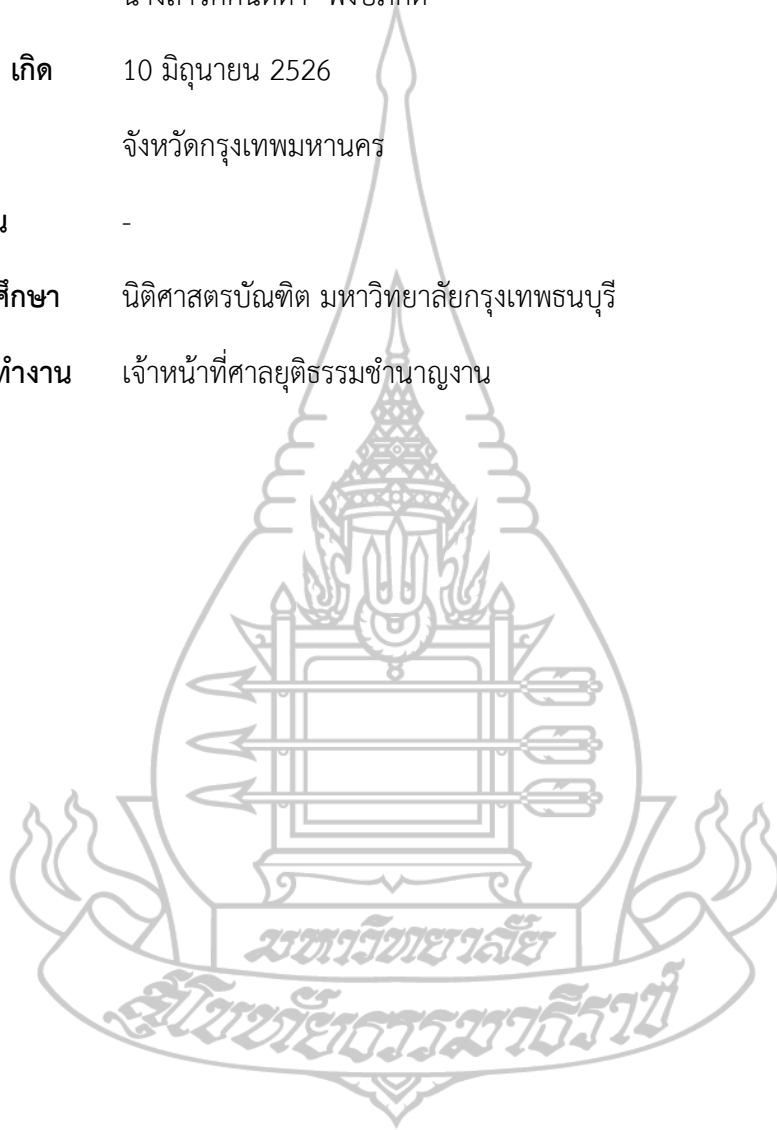 เกิด 10 มิถุนายน 2526
จังหวัดกรุงเทพมหานคร
-
นิติศาสตรบัณฑิต มหาวิทยาลัยกรุงเทพธนบุรี
ทำงาน เจ้าหน้าที่ศาลยุติธรรมชำนาญงาน
มหาวิทยาลัย
สุโขทัยธรรมาธิราช